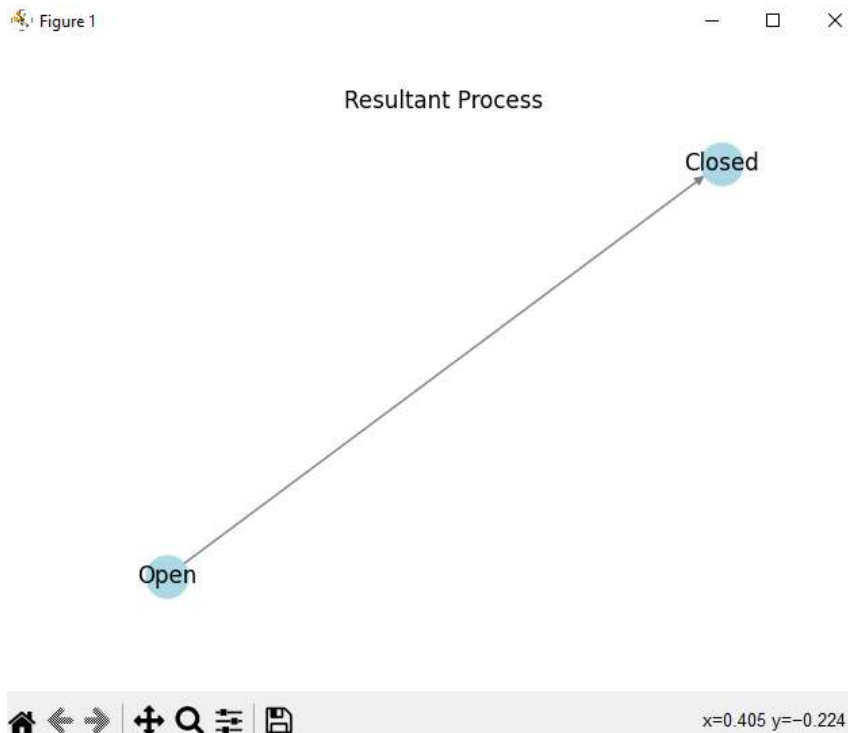 Figure 1
Resultant Process
Closed
Open
x=0.405 y=−0.224